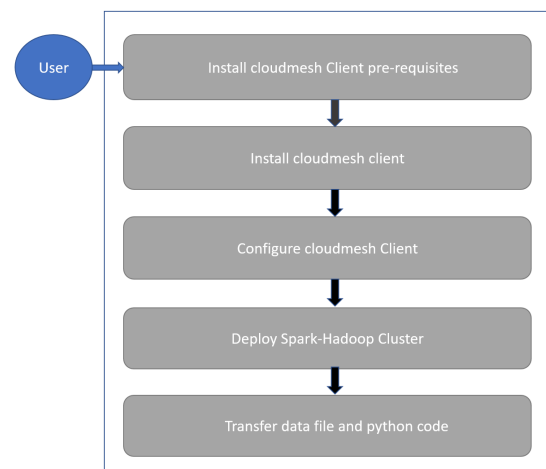 User
Install cloudmesh Client pre-requisites
Install cloudmesh client
Configure cloudmesh Client
Deploy Spark-Hadoop Cluster
Transfer data file and python code